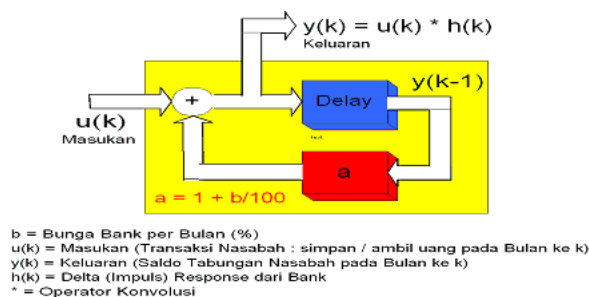 y(k) = u(k) * h(k)
Keluaran
y(k-1)
+
Delay
u(k)
Masukan
a
a = 1 + b/100
b = Bunga Bank per Bulan (%)
u(k) = Masukan (Transaksi Nasabah : simpan / ambil uang pada Bulan ke k)
y(k) = Keluaran (Saldo Tabungan Nasabah pada Bulan ke k)
h(k) = Delta (Impuls) Response dari Bank
* = Operator Konvolusi